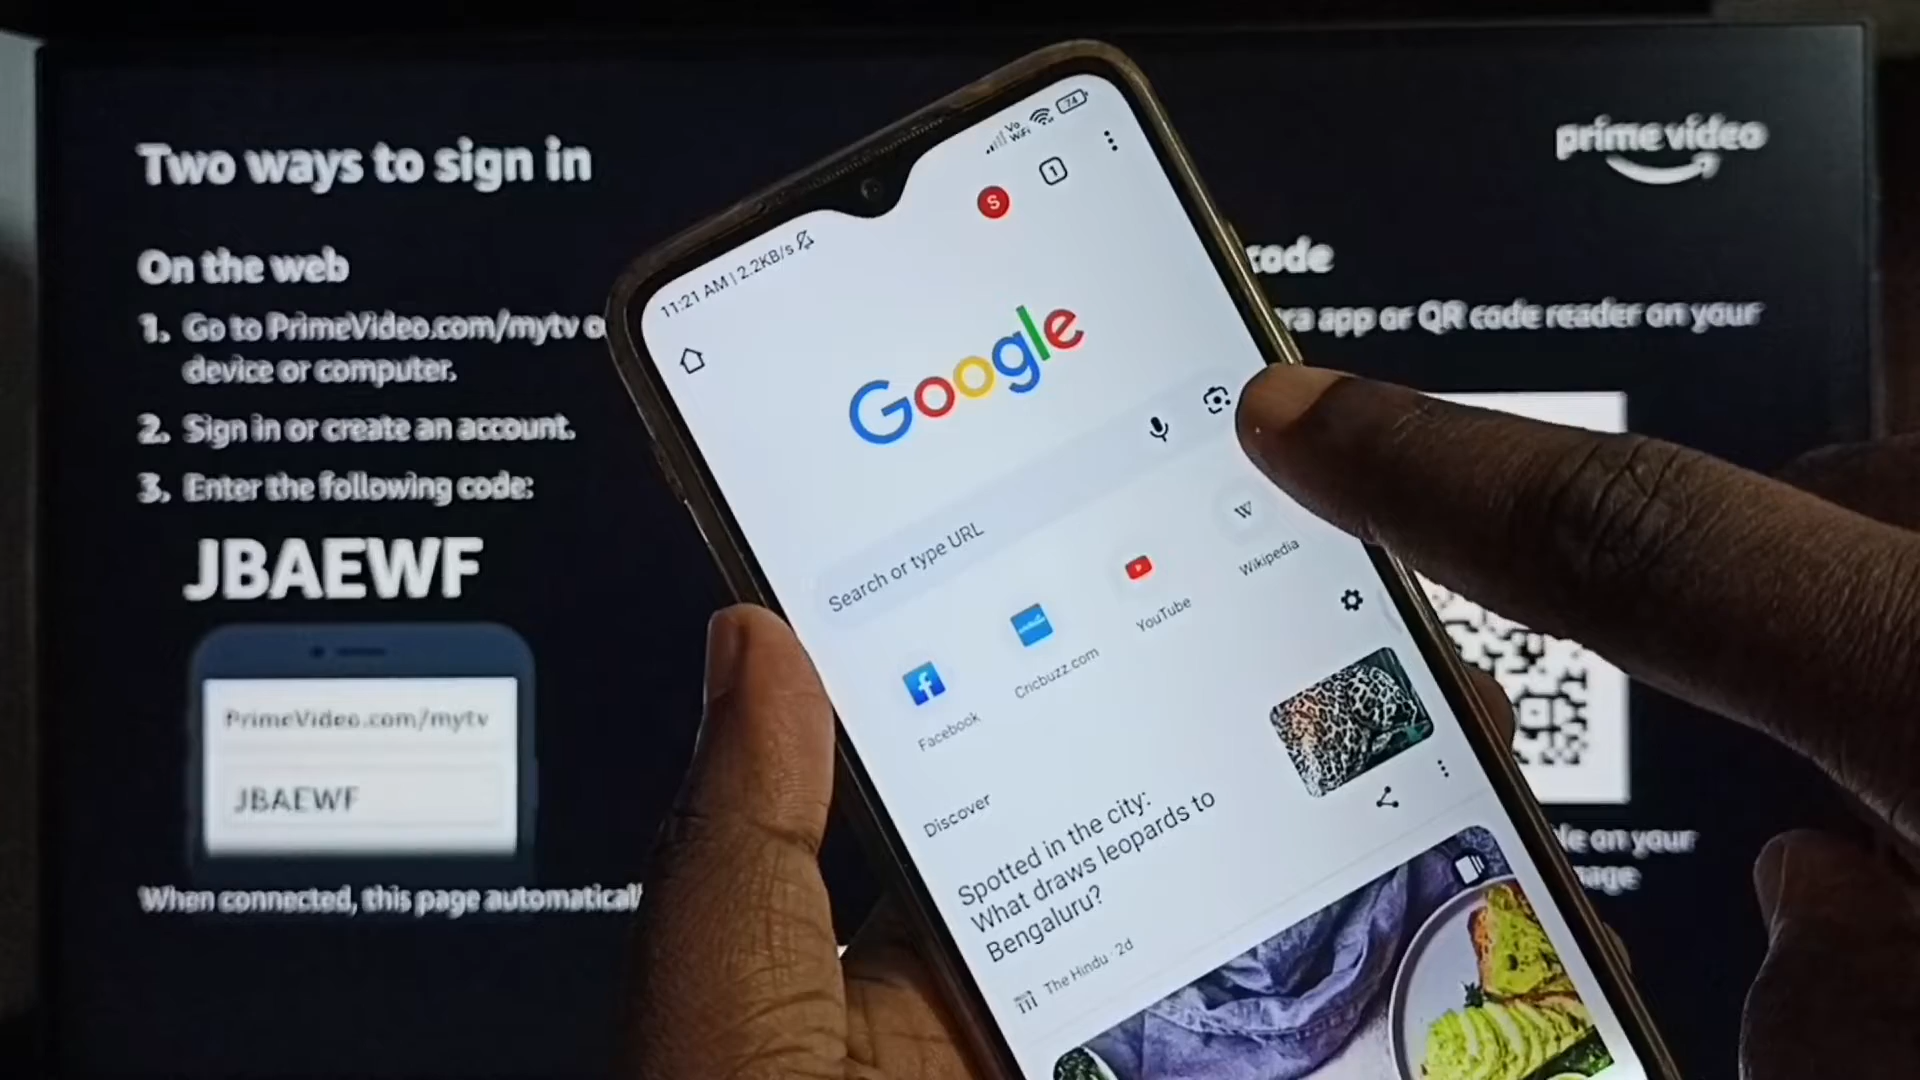 Two ways to sign in
On the web
1. Go to PrimeVideo.com/mytv o
device or computer.
2. Sign in or create an account.
3. Enter the following code:
JBAEWF
PrimeVideo.com/mytv
JBAEWF
When connected, this page automatical
prime video
code
ra app or QR code reader on your
le on your
11:21 AM | 2.2KB/s
Vo
WiFi
74
S
1
Google
Search or type URL
Facebook
Cricbuzz.com
YouTube
W
Wikipedia
Discover
Spotted in the city:
What draws leopards to
Bengaluru?
The Hindu · 2d